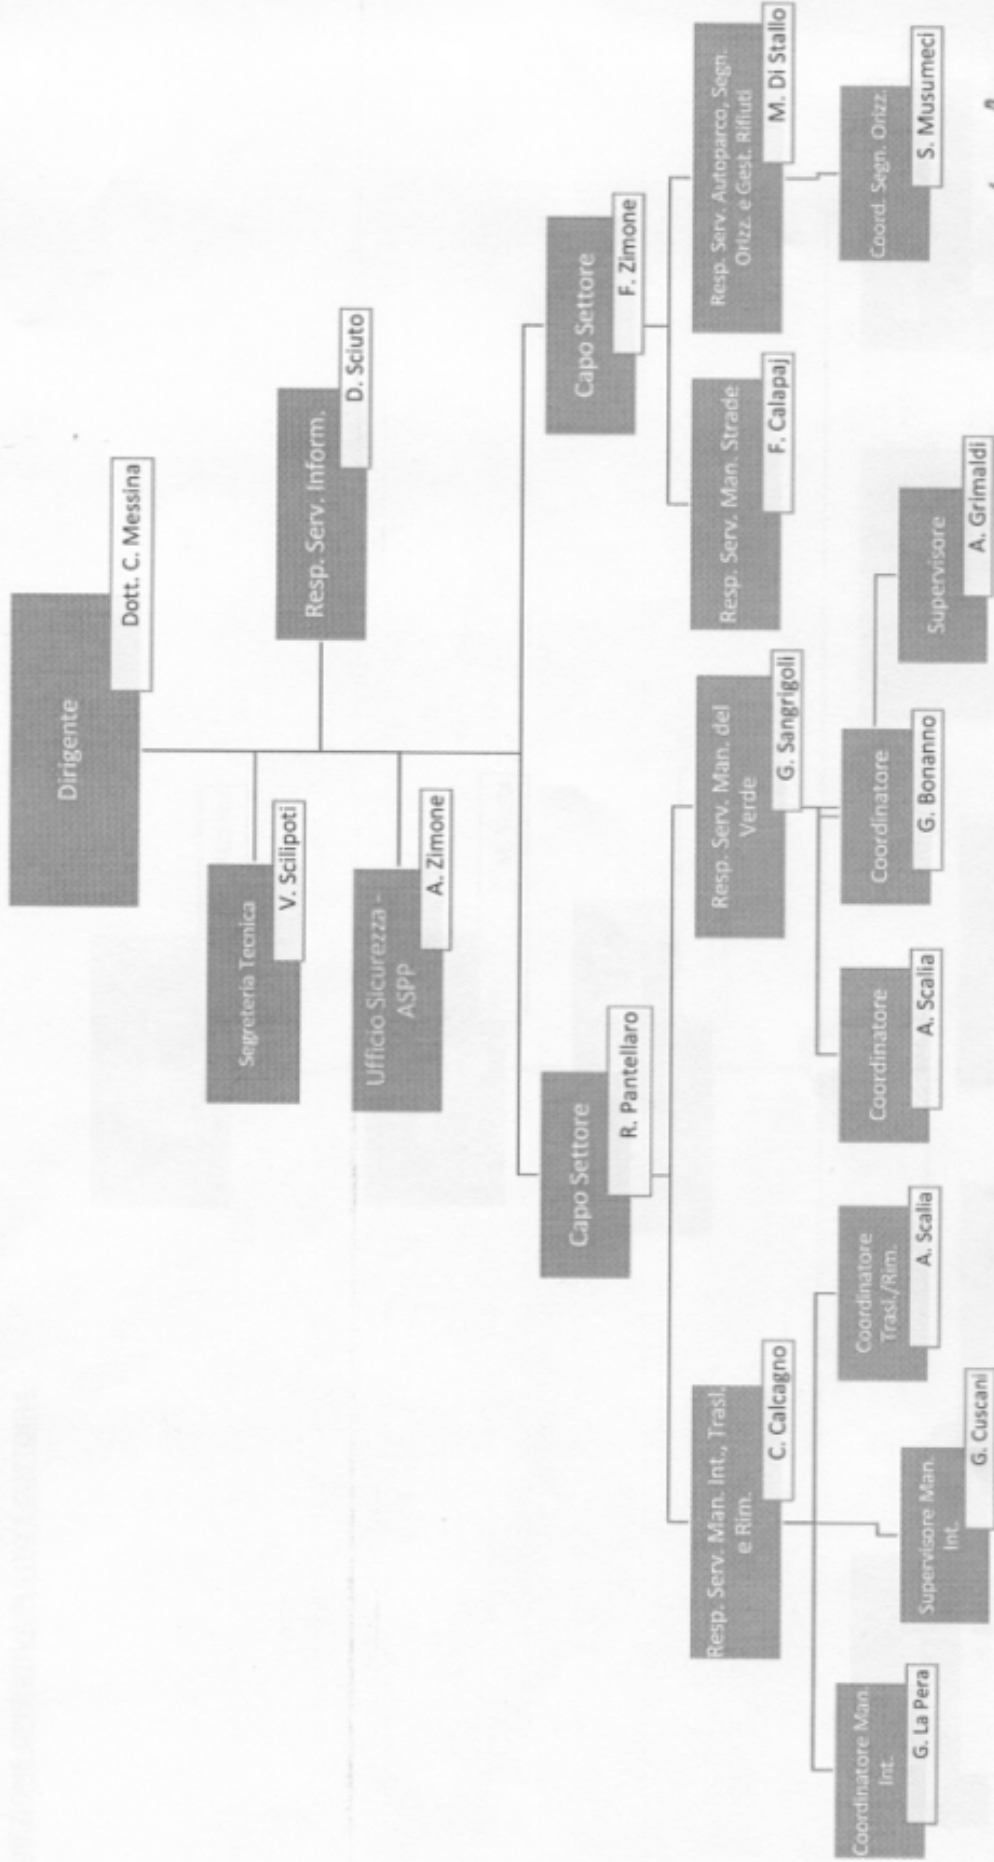 Dirigente
Dott. C. Messina
Segreteria Tecnica
V. Scilipoti
Resp. Serv. Inform.
D. Sciuto
Ufficio Sicurezza -
ASPP
A. Zimone
Capo Settore
R. Pantellaro
Capo Settore
F. Zimone
Resp. Serv. Man. Int., Trasl.
e Rim.
C. Calcagno
Resp. Serv. Man. del
Verde
G. Sangrigoli
Resp. Serv. Man. Strade
F. Calapaj
Resp. Serv. Autoparco, Segn.
Orizz. e Gest. Rifiuti
M. Di Stallo
Coordinatore Man.
Int.
G. La Pera
Supervisore Man.
Int.
G. Cuscani
Coordinatore
Trasl./Rim.
A. Scalia
Coordinatore
A. Scalia
Coordinatore
G. Bonanno
Supervisore
A. Grimaldi
Coord. Segn. Orizz.
S. Musumeci